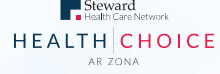 Steward
Health Care Network
HEALTH CHOICE
AR ZONA